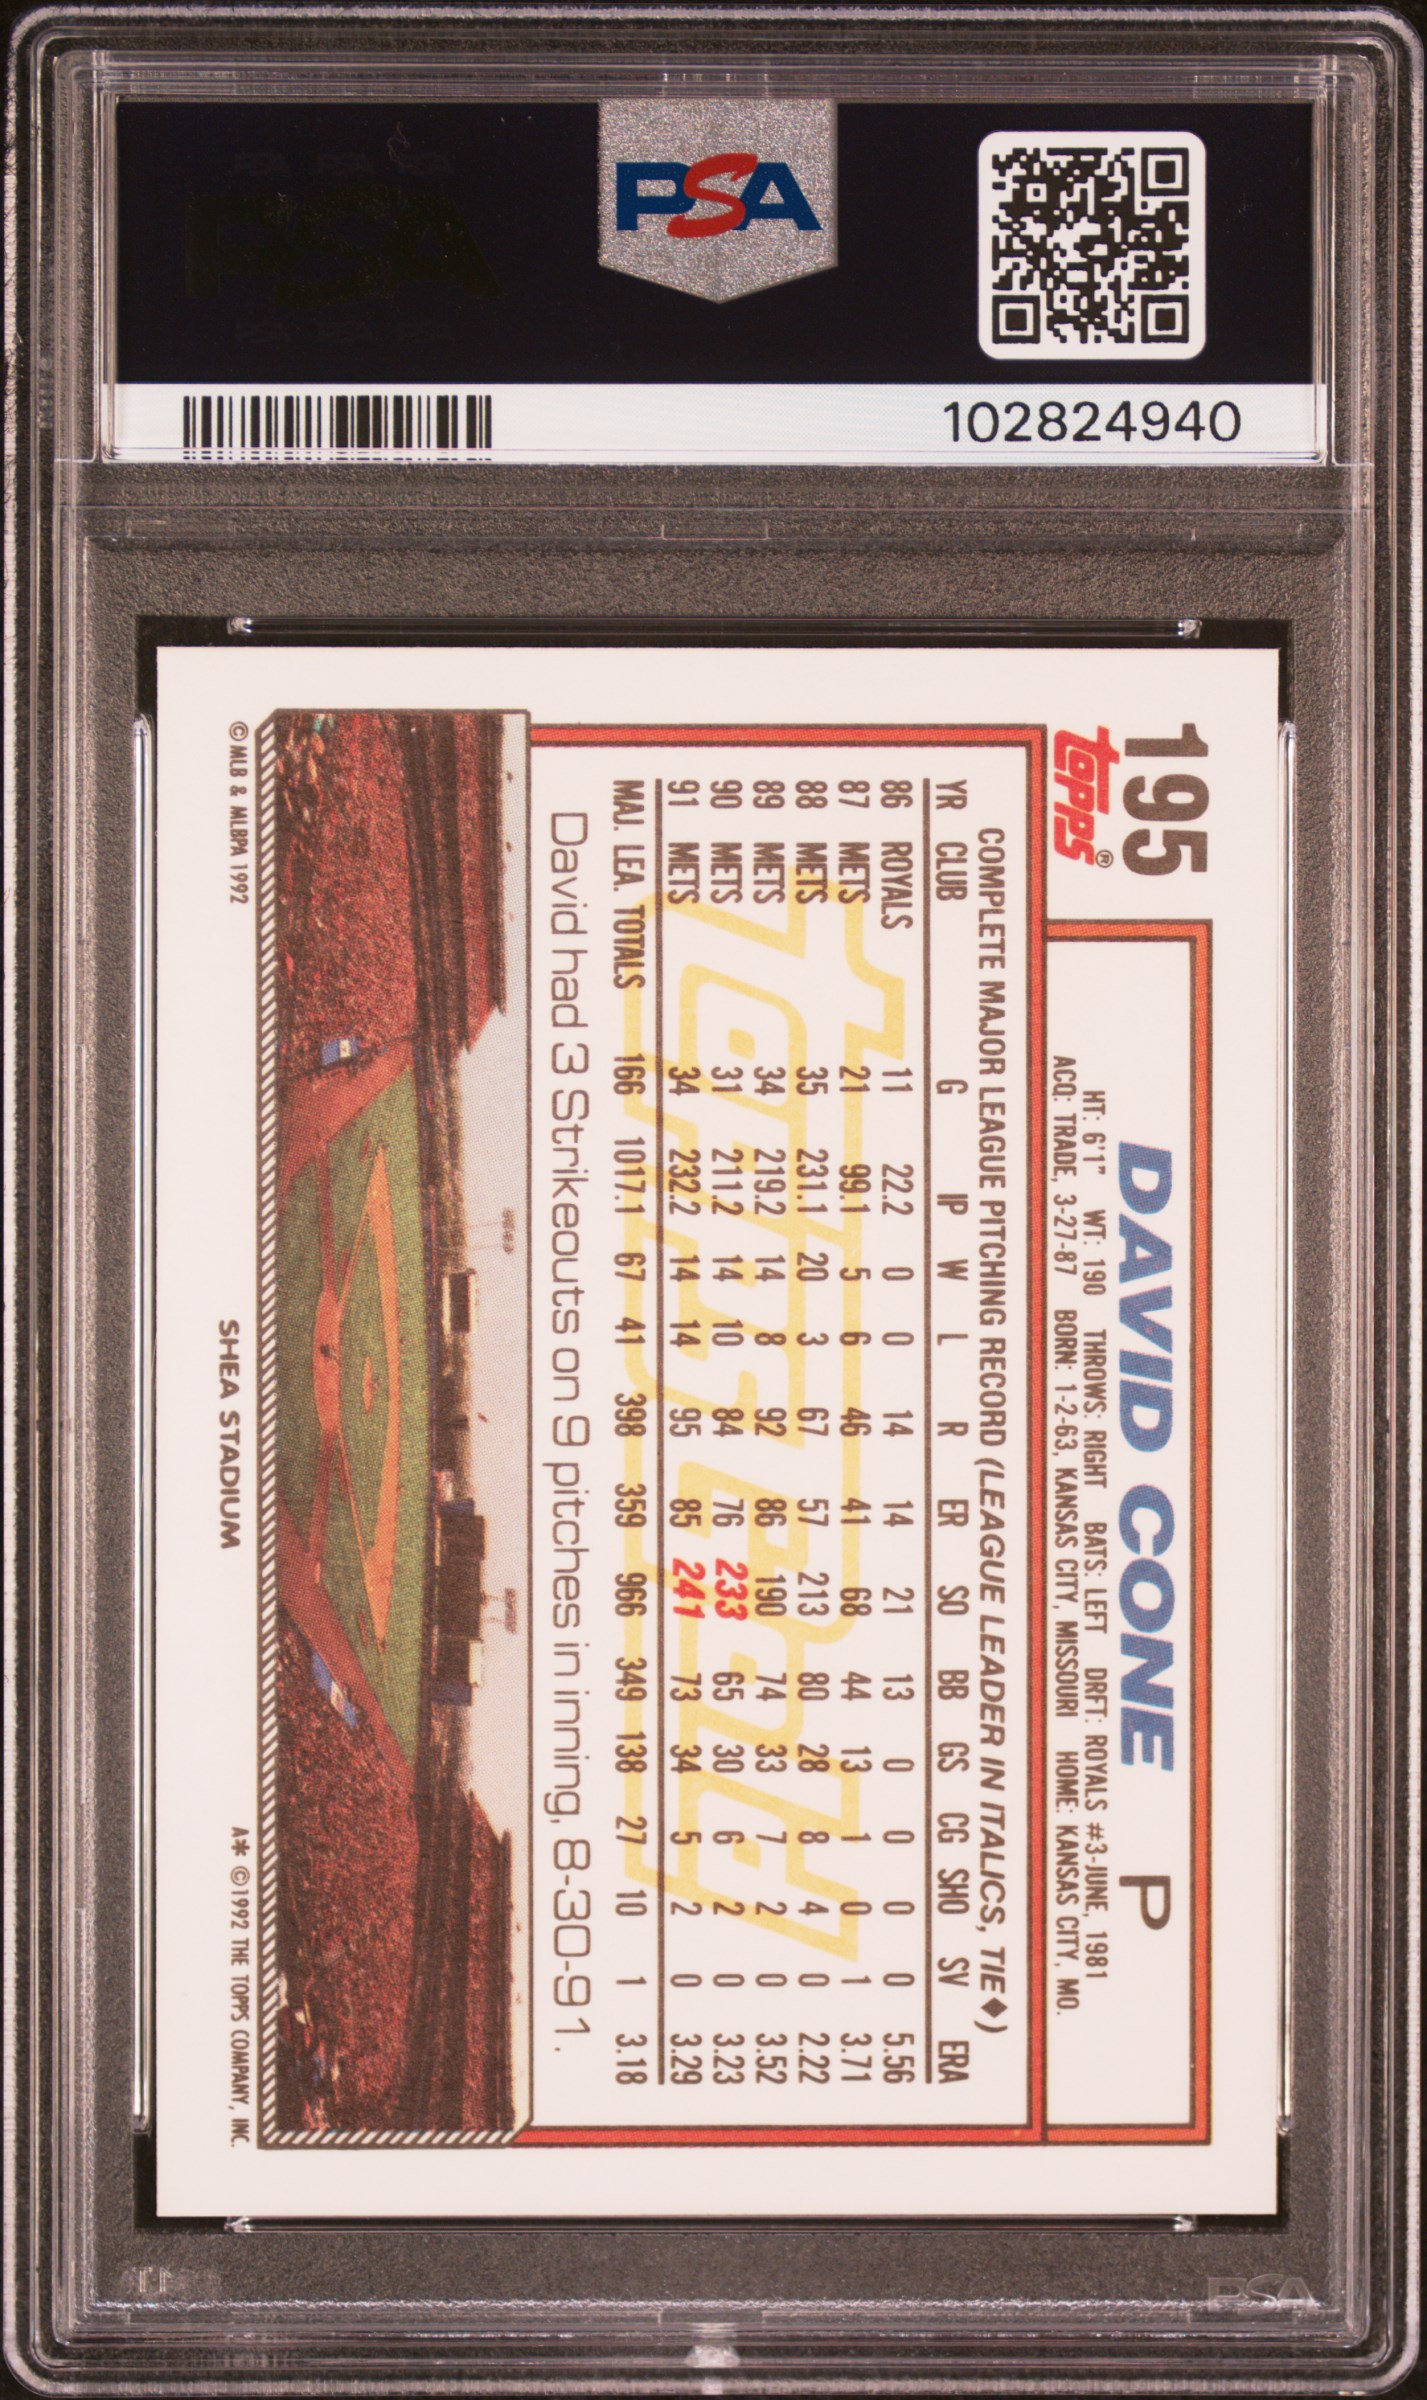 PSA
102824940
195
Topps®
DAVID CONE P
HT: 6'1" WT: 190 THROWS: RIGHT BATS: LEFT DRFT: ROYALS #3-JUNE, 1981
ACQ: TRADE, 3-27-87 BORN: 1-2-63, KANSAS CITY, MISSOURI HOME: KANSAS CITY, MO.
COMPLETE MAJOR LEAGUE PITCHING RECORD (LEAGUE LEADER IN ITALICS, TIE◆)
YR CLUB G IP W L R ER SO BB GS CG SHO SV ERA
86 ROYALS 11 22.2 0 0 14 14 21 13 0 0 0 0 5.56
87 METS 21 99.1 5 6 46 41 68 44 13 1 0 1 3.71
88 METS 35 231.1 20 3 67 57 213 80 28 8 4 0 2.22
89 METS 34 219.2 14 8 92 86 190 74 33 7 2 0 3.52
90 METS 31 211.2 14 10 84 76 233 65 30 6 2 0 3.23
91 METS 34 232.2 14 14 95 85 241 73 34 5 2 0 3.29
MAJ. LEA. TOTALS 166 1017.1 67 41 398 359 966 349 138 27 10 1 3.18
ToppsGold
David had 3 Strikeouts on 9 pitches in inning, 8-30-91.
SHEA STADIUM
© MLB & MLBPA 1992
A* ©1992 THE TOPPS COMPANY, INC.
PSA